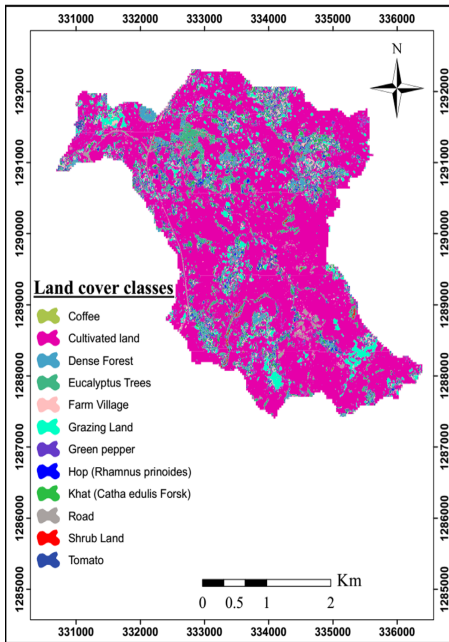 331000 332000 333000 334000 335000 336000
N
1292000 1292000
1291000 1291000
1290000 1290000
1289000 1289000
1288000 1288000
1287000 1287000
1286000 1286000
1285000 1285000
Land cover classes
Coffee
Cultivated land
Dense Forest
Eucalyptus Trees
Farm Village
Grazing Land
Green pepper
Hop (Rhamnus prinoides)
Khat (Catha edulis Forsk)
Road
Shrub Land
Tomato
Km
0 0.5 1 2
331000 332000 333000 334000 335000 336000